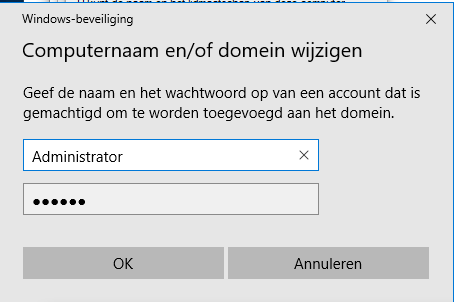 Windows-beveiliging
Computernaam en/of domein wijzigen
Geef de naam en het wachtwoord op van een account dat is
gemachtigd om te worden toegevoegd aan het domein.
Administrator
●●●●●●
OK Annuleren